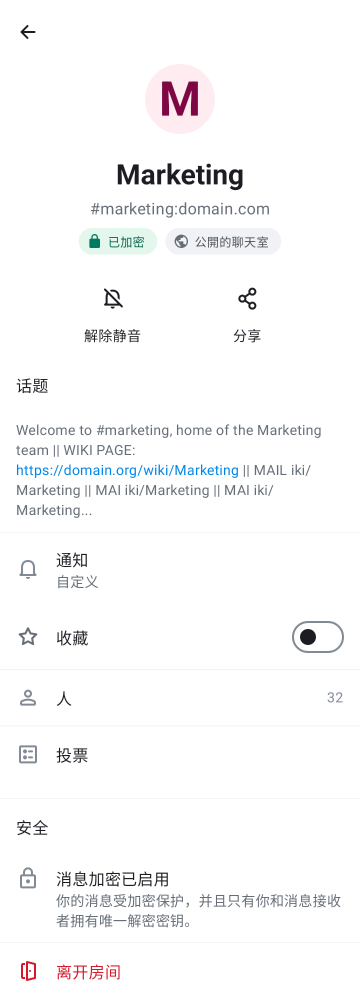 M
Marketing
#marketing:domain.com
已加密
公開的聊天室
解除静音
分享
话题
Welcome to #marketing, home of the Marketing
team || WIKI PAGE:
https://domain.org/wiki/Marketing || MAIL iki/
Marketing || MAI iki/Marketing || MAI iki/
Marketing...
通知
自定义
收藏
人
32
投票
安全
消息加密已启用
你的消息受加密保护，并且只有你和消息接收
者拥有唯一解密密钥。
离开房间